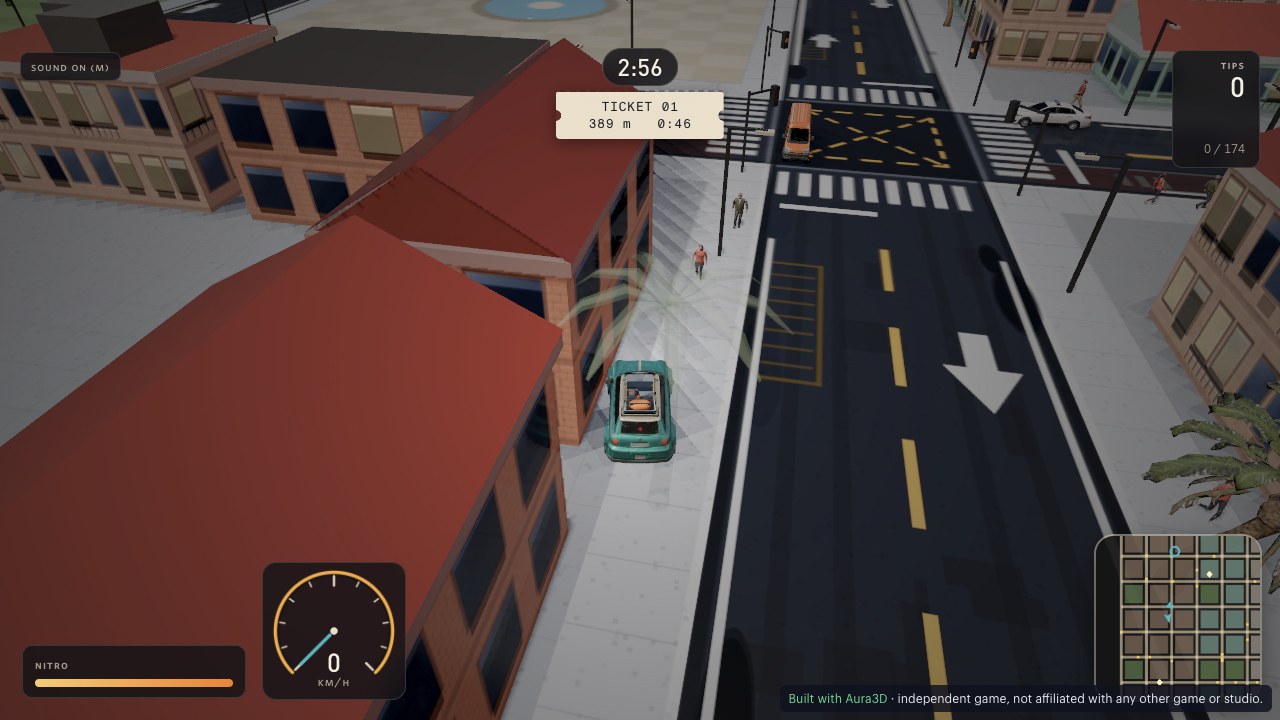 SOUND ON (M)
2:56
TICKET 01
389 m 0:46
TIPS
0
0 / 174
NITRO
0
KM/H
Built with Aura3D · independent game, not affiliated with any other game or studio.